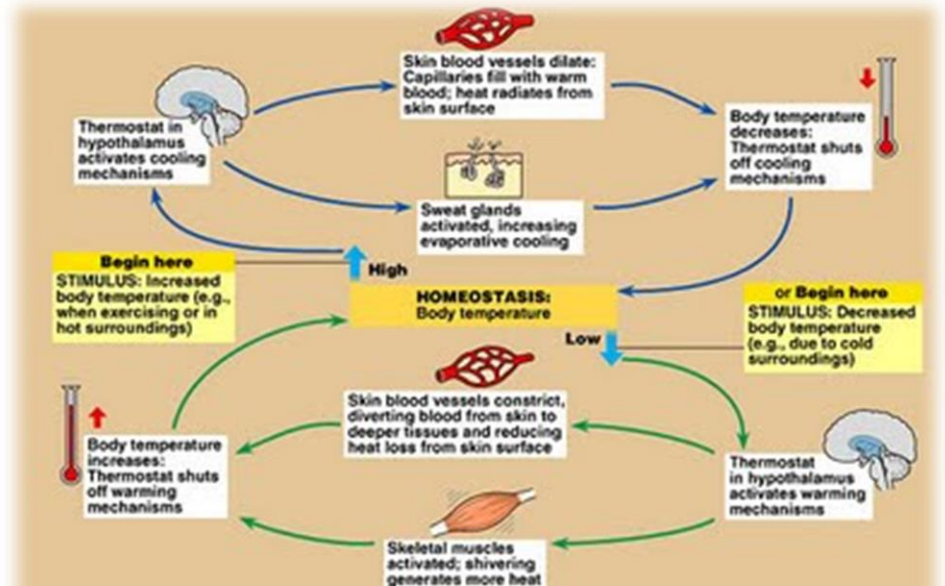 Skin blood vessels dilate:
Capillaries fill with warm
blood; heat radiates from
skin surface
Thermostat in
hypothalamus
activates cooling
mechanisms
Body temperature
decreases:
Thermostat shuts
off cooling
mechanisms
Sweat glands
activated, increasing
evaporative cooling
Begin here
STIMULUS: Increased
body temperature (e.g.,
when exercising or in
hot surroundings)
High
HOMEOSTASIS:
Body temperature
or Begin here
STIMULUS: Decreased
body temperature
(e.g., due to cold
surroundings)
Low
Skin blood vessels constrict,
diverting blood from skin to
deeper tissues and reducing
heat loss from skin surface
Body temperature
increases:
Thermostat shuts
off warming
mechanisms
Thermostat
in hypothalamus
activates warming
mechanisms
Skeletal muscles
activated; shivering
generates more heat